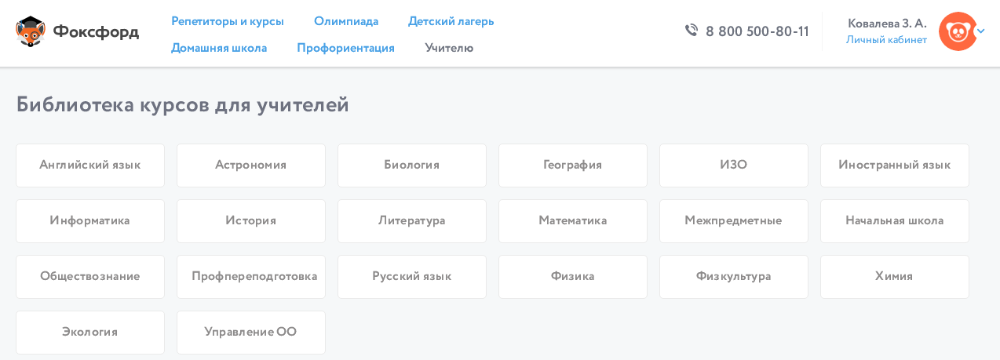 Фоксфорд
Репетиторы и курсы Олимпиада Детский лагерь
Домашняя школа Профориентация Учителю
8 800 500-80-11
Ковалева З. А.
Личный кабинет
Библиотека курсов для учителей
Английский язык Астрономия Биология География ИЗО Иностранный язык
Информатика История Литература Математика Межпредметные Начальная школа
Обществознание Профпереподготовка Русский язык Физика Физкультура Химия
Экология Управление ОО